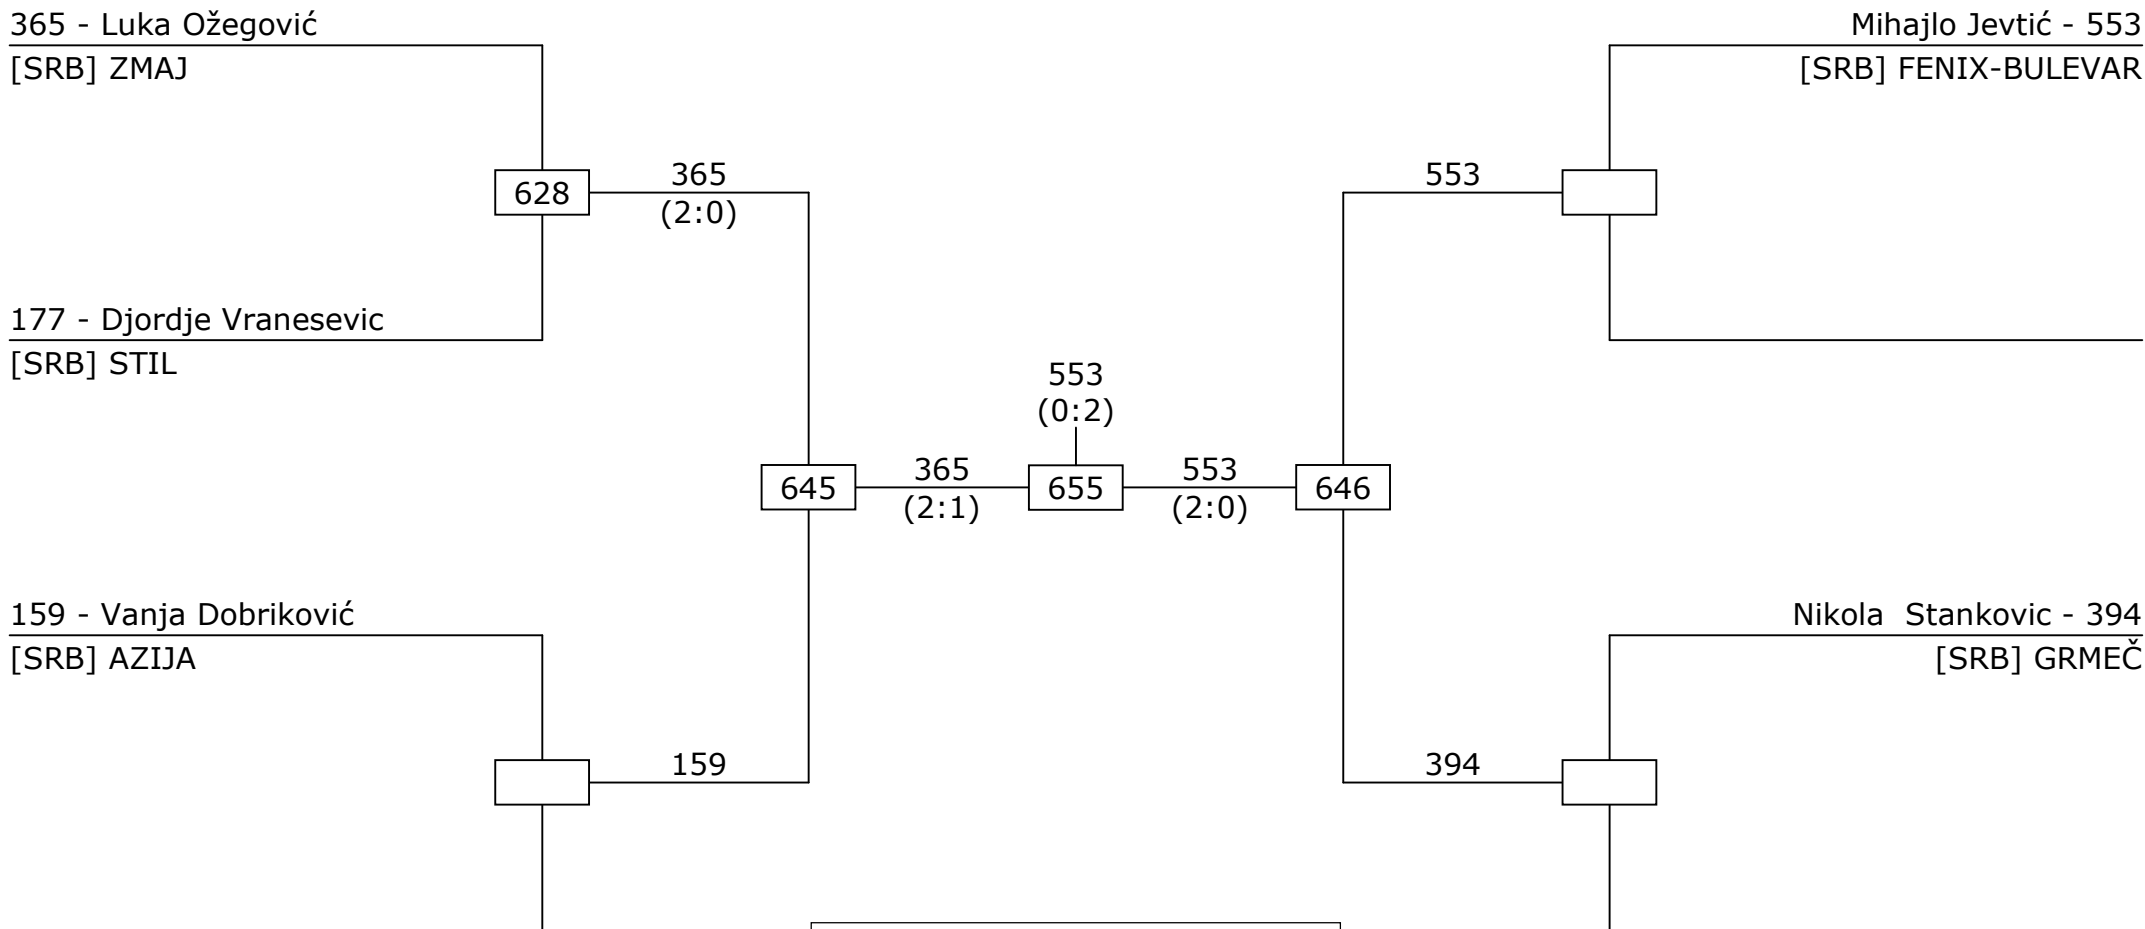 365 - Luka Ožegović
[SRB] ZMAJ
Mihajlo Jevtić - 553
[SRB] FENIX-BULEVAR
628
365
(2:0)
553
177 - Djordje Vranesevic
[SRB] STIL
553
(0:2)
645
365
(2:1)
655
553
(2:0)
646
159 - Vanja Dobriković
[SRB] AZIJA
Nikola  Stankovic - 394
[SRB] GRMEČ
159
394